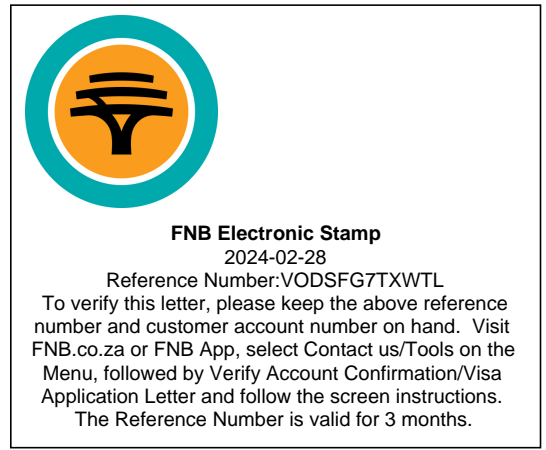 FNB Electronic Stamp
2024-02-28
Reference Number:VODSFG7TXWTL
To verify this letter, please keep the above reference
number and customer account number on hand.  Visit
FNB.co.za or FNB App, select Contact us/Tools on the
Menu, followed by Verify Account Confirmation/Visa
Application Letter and follow the screen instructions.
The Reference Number is valid for 3 months.